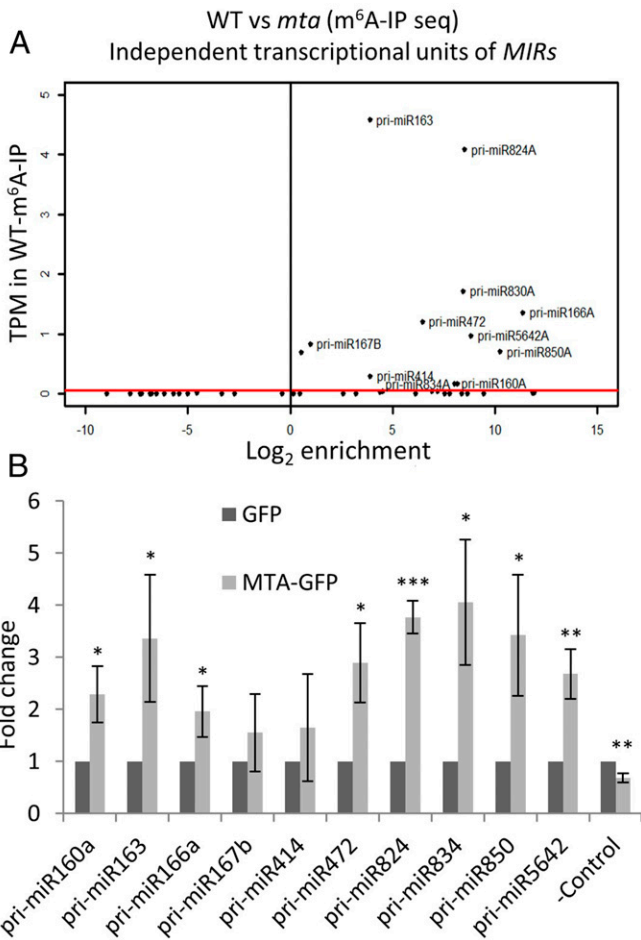 A
WT vs mta (m⁶A-IP seq)
Independent transcriptional units of MIRs
TPM in WT-m⁶A-IP
5
4
3
2
1
0
pri-miR163
pri-miR824A
pri-miR830A
pri-miR166A
pri-miR472
pri-miR5642A
pri-miR167B
pri-miR850A
pri-miR414
pri-miR834A
pri-miR160A
-10
-5
0
5
10
15
Log₂ enrichment
B
Fold change
6
5
4
3
2
1
0
GFP
MTA-GFP
*
*
*
*
***
*
*
**
**
pri-miR160a
pri-miR163
pri-miR166a
pri-miR167b
pri-miR414
pri-miR472
pri-miR824
pri-miR834
pri-miR850
pri-miR5642
-Control